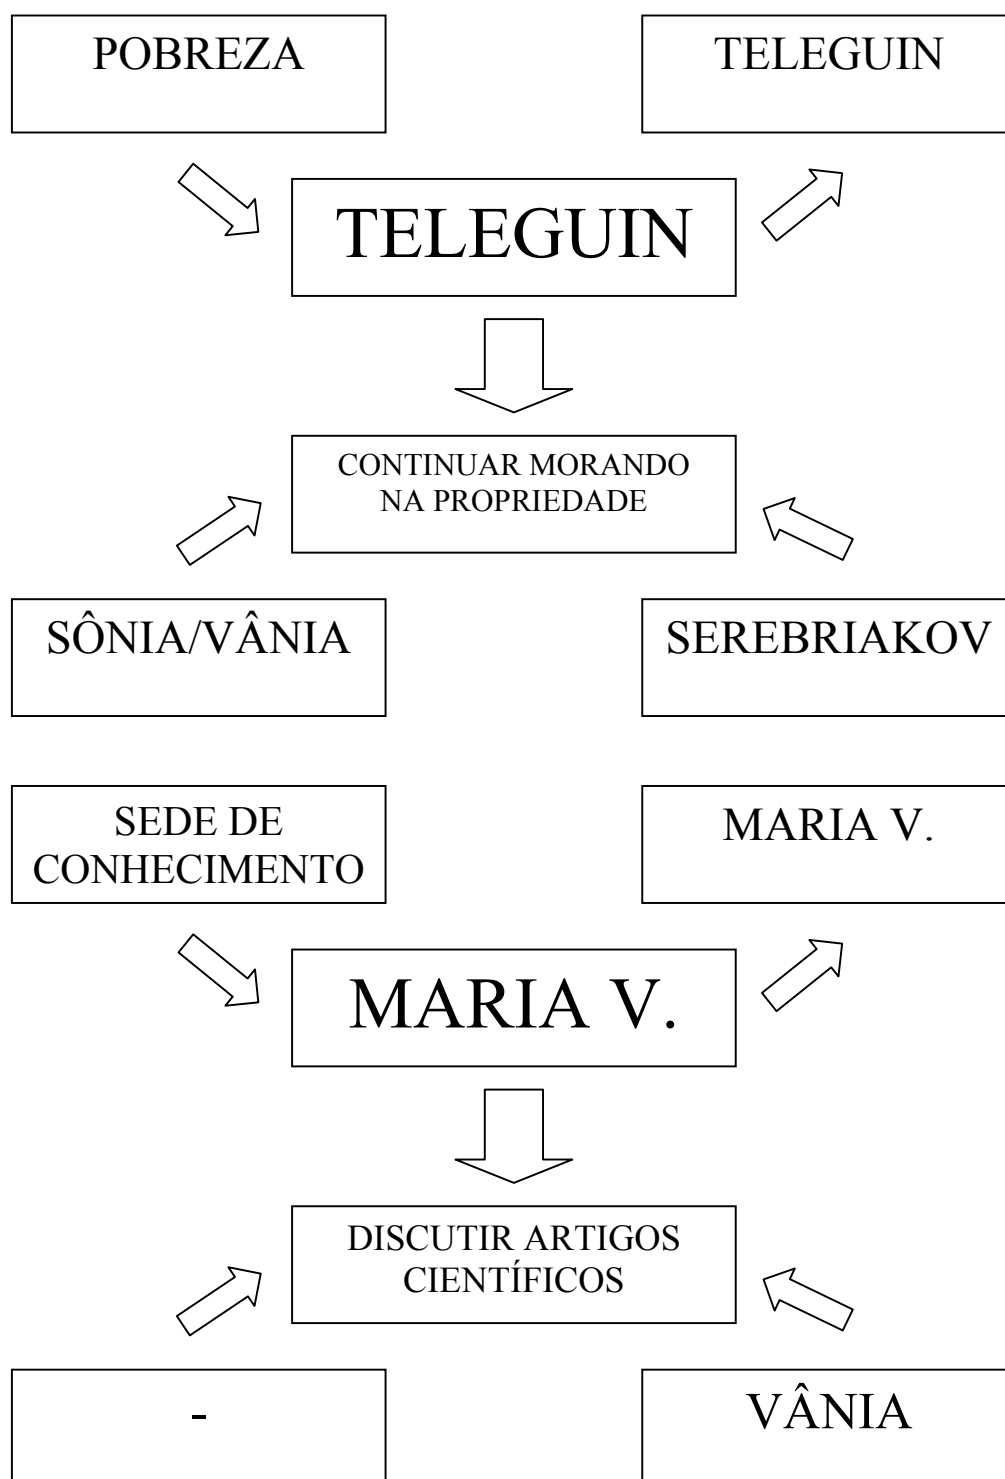 POBREZA
TELEGUIN
TELEGUIN
CONTINUAR MORANDO
NA PROPRIEDADE
SÔNIA/VÂNIA
SEREBRIAKOV
SEDE DE
CONHECIMENTO
MARIA V.
MARIA V.
DISCUTIR ARTIGOS
CIENTÍFICOS
-
VÂNIA